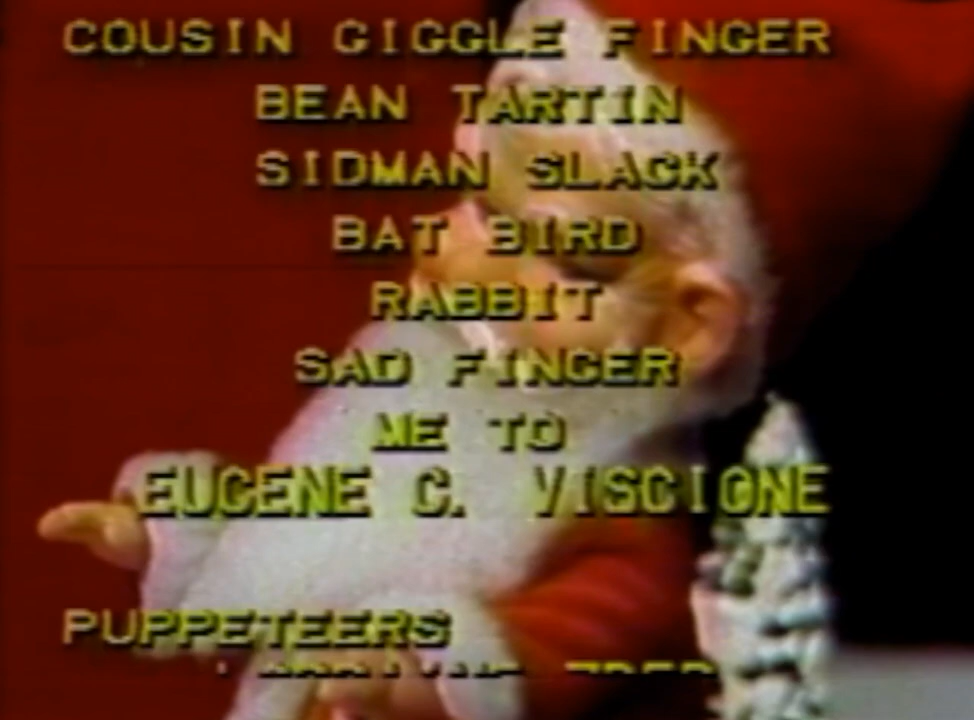 COUSIN GIGGLE FINGER
BEAN TARTIN
SIDMAN SLACK
BAT BIRD
RABBIT
SAD FINGER
ME TO
EUGENE C. VISCIONE
PUPPETEERS